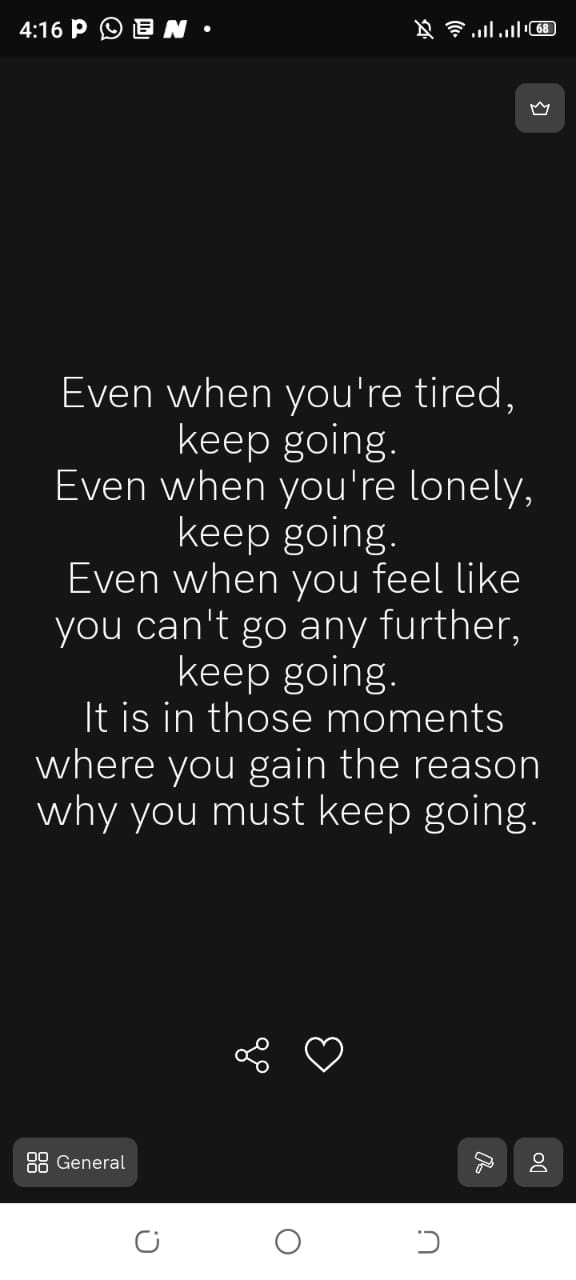 4:16
68
Even when you're tired,
keep going.
Even when you're lonely,
keep going.
Even when you feel like
you can't go any further,
keep going.
It is in those moments
where you gain the reason
why you must keep going.
General